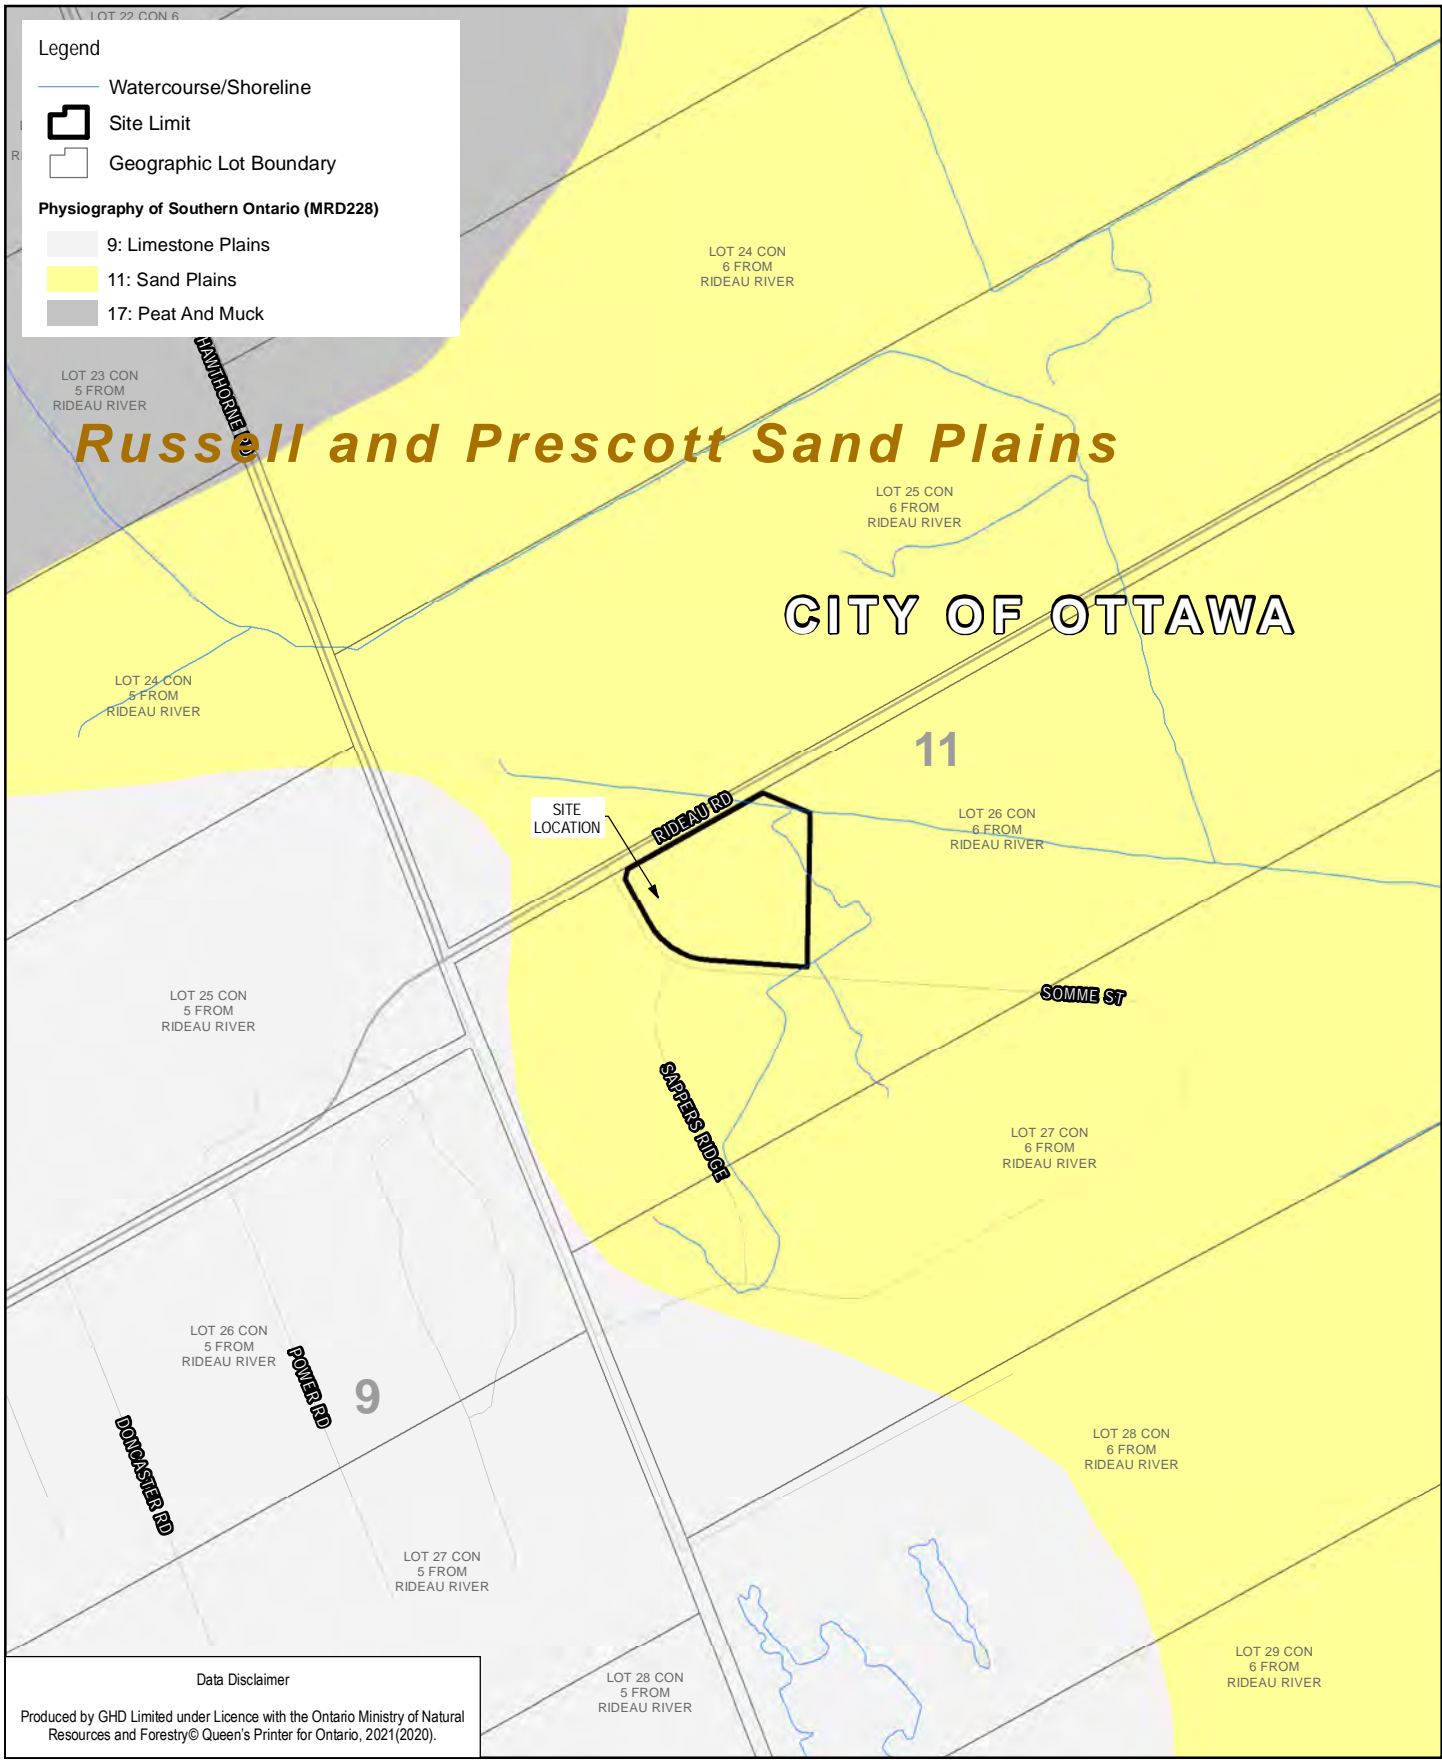 LOT 22 CON 6
Legend
Watercourse/Shoreline
Site Limit
Geographic Lot Boundary
Physiography of Southern Ontario (MRD228)
9: Limestone Plains
11: Sand Plains
17: Peat And Muck
LOT 24 CON
6 FROM
RIDEAU RIVER
HAWTHORNE RD
LOT 23 CON
5 FROM
RIDEAU RIVER
Russell and Prescott Sand Plains
LOT 25 CON
6 FROM
RIDEAU RIVER
CITY OF OTTAWA
LOT 24 CON
5 FROM
RIDEAU RIVER
11
SITE
LOCATION
RIDEAU RD
LOT 26 CON
6 FROM
RIDEAU RIVER
LOT 25 CON
5 FROM
RIDEAU RIVER
SOMME ST
SAPPERS RIDGE
LOT 27 CON
6 FROM
RIDEAU RIVER
LOT 26 CON
5 FROM
RIDEAU RIVER
POWER RD
9
DONCASTER RD
LOT 28 CON
6 FROM
RIDEAU RIVER
LOT 27 CON
5 FROM
RIDEAU RIVER
LOT 28 CON
5 FROM
RIDEAU RIVER
LOT 29 CON
6 FROM
RIDEAU RIVER
Data Disclaimer
Produced by GHD Limited under Licence with the Ontario Ministry of Natural
Resources and Forestry© Queen's Printer for Ontario, 2021(2020).